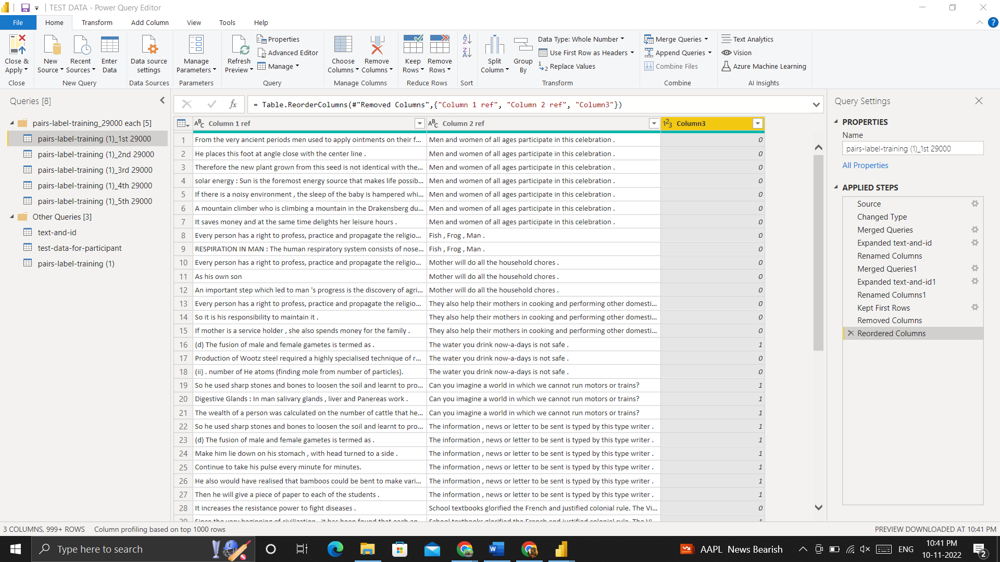 TEST DATA - Power Query Editor
File Home Transform Add Column View Tools Help
Close & Apply
Close
New Source
Recent Sources
Enter Data
New Query
Data source settings
Data Sources
Manage Parameters
Parameters
Refresh Preview
Properties
Advanced Editor
Manage
Query
Choose Columns
Remove Columns
Manage Columns
Keep Rows
Remove Rows
Reduce Rows
Sort
Split Column
Group By
Data Type: Whole Number
Use First Row as Headers
Replace Values
Transform
Merge Queries
Append Queries
Combine Files
Combine
Text Analytics
Vision
Azure Machine Learning
AI Insights
Queries [8]
pairs-label-training_29000 each [5]
pairs-label-training (1)_1st 29000
pairs-label-training (1)_2nd 29000
pairs-label-training (1)_3rd 29000
pairs-label-training (1)_4th 29000
pairs-label-training (1)_5th 29000
Other Queries [3]
text-and-id
test-data-for-participant
pairs-label-training (1)
fx = Table.ReorderColumns(#"Removed Columns",{"Column 1 ref", "Column 2 ref", "Column3"})
ABC Column 1 ref ABC Column 2 ref 123 Column3
1 From the very ancient periods men used to apply ointments on their f... Men and women of all ages participate in this celebration . 0
2 He places this foot at angle close with the center line . Men and women of all ages participate in this celebration . 0
3 Therefore the new plant grown from this seed is not identical with the... Men and women of all ages participate in this celebration . 0
4 solar energy : Sun is the foremost energy source that makes life possib... Men and women of all ages participate in this celebration . 0
5 If there is a noisy environment , the sleep of the baby is hampered whi... Men and women of all ages participate in this celebration . 0
6 A mountain climber who is climbing a mountain in the Drakensberg du... Men and women of all ages participate in this celebration . 0
7 It saves money and at the same time delights her leisure hours . Men and women of all ages participate in this celebration . 0
8 Every person has a right to profess, practice and propagate the religio... Fish , Frog , Man . 0
9 RESPIRATION IN MAN : The human respiratory system consists of nose... Fish , Frog , Man . 0
10 Every person has a right to profess, practice and propagate the religio... Mother will do all the household chores . 0
11 As his own son Mother will do all the household chores . 0
12 An important step which led to man 's progress is the discovery of agri... Mother will do all the household chores . 0
13 Every person has a right to profess, practice and propagate the religio... They also help their mothers in cooking and performing other domesti... 0
14 So it is his responsibility to maintain it . They also help their mothers in cooking and performing other domesti... 0
15 If mother is a service holder , she also spends money for the family . They also help their mothers in cooking and performing other domesti... 0
16 (d) The fusion of male and female gametes is termed as . The water you drink now-a-days is not safe . 1
17 Production of Wootz steel required a highly specialised technique of r... The water you drink now-a-days is not safe . 0
18 (ii) . number of He atoms (finding mole from number of particles). The water you drink now-a-days is not safe . 0
19 So he used sharp stones and bones to loosen the soil and learnt to pro... Can you imagine a world in which we cannot run motors or trains? 1
20 Digestive Glands : In man salivary glands , liver and Panereas work . Can you imagine a world in which we cannot run motors or trains? 1
21 The wealth of a person was calculated on the number of cattle that he... Can you imagine a world in which we cannot run motors or trains? 1
22 So he used sharp stones and bones to loosen the soil and learnt to pro... The information , news or letter to be sent is typed by this type writer . 1
23 (d) The fusion of male and female gametes is termed as . The information , news or letter to be sent is typed by this type writer . 1
24 Make him lie down on his stomach , with head turned to a side . The information , news or letter to be sent is typed by this type writer . 1
25 Continue to take his pulse every minute for minutes. The information , news or letter to be sent is typed by this type writer . 1
26 He also would have realised that bamboos could be bent to make vari... The information , news or letter to be sent is typed by this type writer . 1
27 Then he will give a piece of paper to each of the students . The information , news or letter to be sent is typed by this type writer . 1
28 It increases the resistance power to fight diseases . School textbooks glorified the French and justified colonial rule. The Vi... 0
Query Settings
PROPERTIES
Name
pairs-label-training (1)_1st 29000
All Properties
APPLIED STEPS
Source
Changed Type
Merged Queries
Expanded text-and-id
Renamed Columns
Merged Queries1
Expanded text-and-id1
Renamed Columns1
Kept First Rows
Removed Columns
Reordered Columns
3 COLUMNS, 999+ ROWS Column profiling based on top 1000 rows
PREVIEW DOWNLOADED AT 10:41 PM
Type here to search
AAPL News Bearish
ENG
10:41 PM
10-11-2022
2